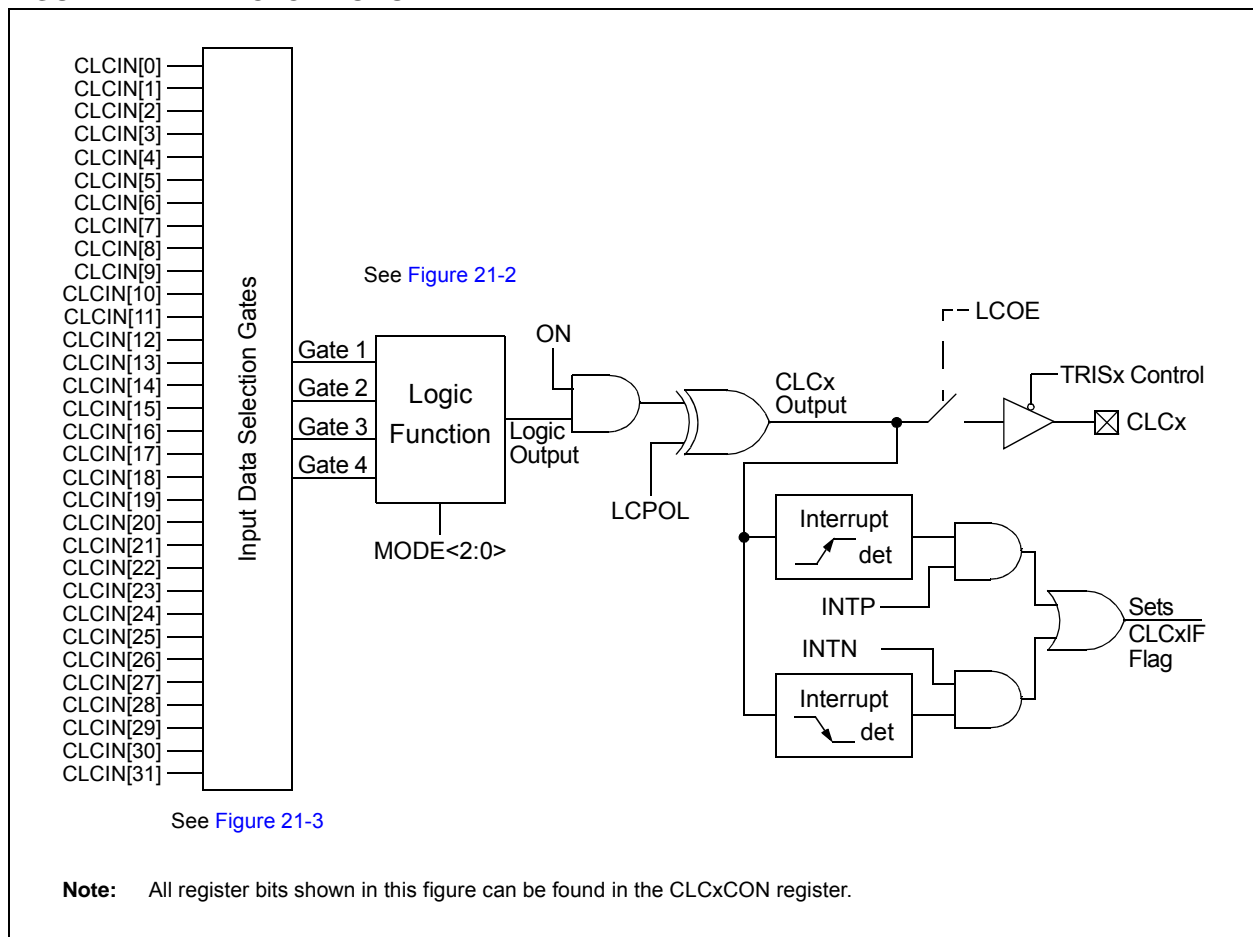 CLCIN[0]
CLCIN[1]
CLCIN[2]
CLCIN[3]
CLCIN[4]
CLCIN[5]
CLCIN[6]
CLCIN[7]
CLCIN[8]
CLCIN[9]
CLCIN[10]
CLCIN[11]
CLCIN[12]
CLCIN[13]
CLCIN[14]
CLCIN[15]
CLCIN[16]
CLCIN[17]
CLCIN[18]
CLCIN[19]
CLCIN[20]
CLCIN[21]
CLCIN[22]
CLCIN[23]
CLCIN[24]
CLCIN[25]
CLCIN[26]
CLCIN[27]
CLCIN[28]
CLCIN[29]
CLCIN[30]
CLCIN[31]
Input Data Selection Gates
See Figure 21-3
See Figure 21-2
Gate 1
Gate 2
Gate 3
Gate 4
Logic
Function
MODE<2:0>
Logic
Output
ON
LCPOL
CLCx
Output
LCOE
TRISx Control
CLCx
Interrupt
det
INTP
INTN
Interrupt
det
Sets
CLCxIF
Flag
Note: All register bits shown in this figure can be found in the CLCxCON register.